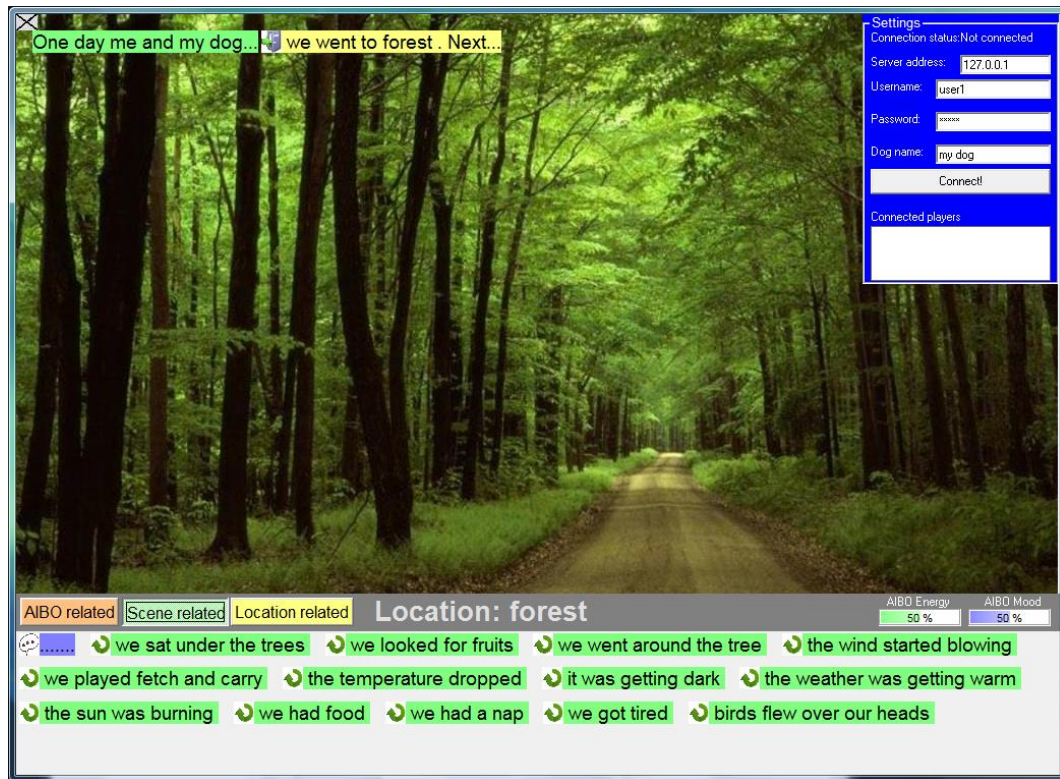 One day me and my dog... we went to forest . Next...
Settings
Connection status:Not connected
Server address: 127.0.0.1
Username: user1
Password: xxxxx
Dog name: my dog
Connect!
Connected players
AIBO related Scene related Location related Location: forest
AIBO Energy AIBO Mood
50 % 50 %
....... we sat under the trees we looked for fruits we went around the tree the wind started blowing
we played fetch and carry the temperature dropped it was getting dark the weather was getting warm
the sun was burning we had food we had a nap we got tired birds flew over our heads